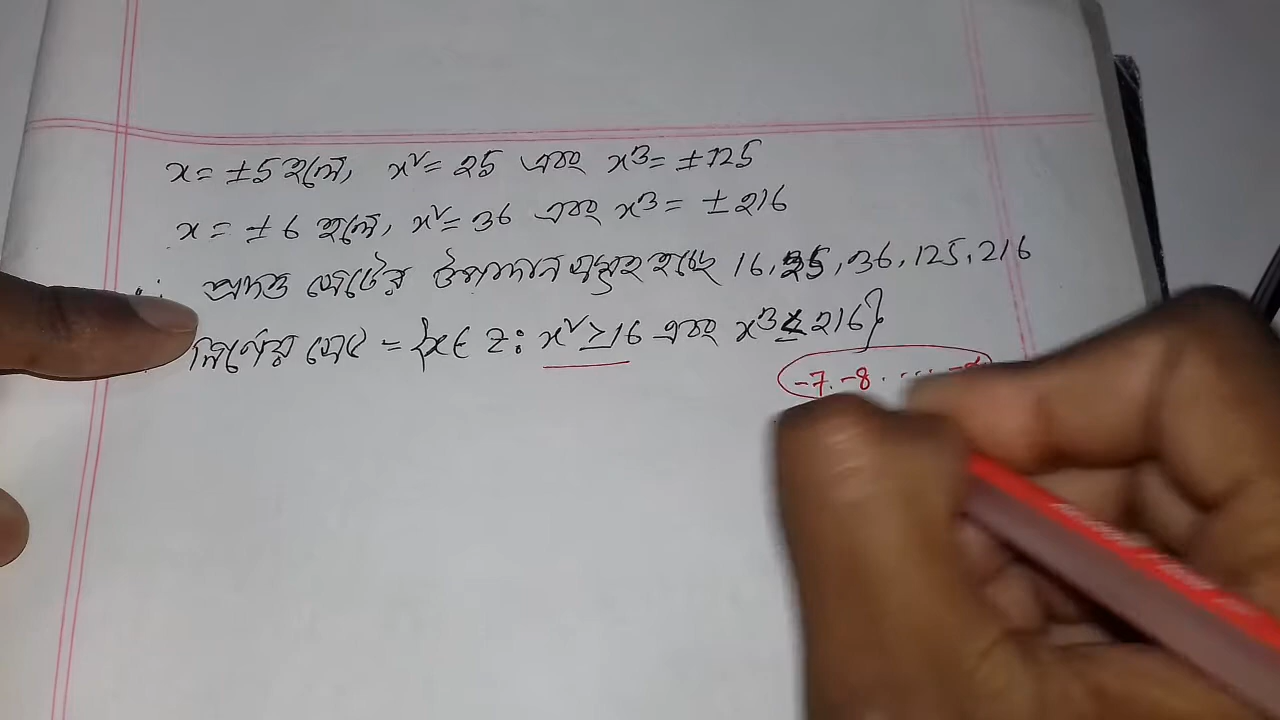 x = ±5 হলে, x² = 25 এবং x³ = ±125
x = ±6 হলে, x² = 36 এবং x³ = ±216
∴ প্রদত্ত সেটের উপাদান সমূহ হচ্ছে 16, 25, 36, 125, 216
নির্ণেয় সেট = {x ∈ Z : x² ≥ 16 এবং x³ ≤ 216}
-7, -8, ....